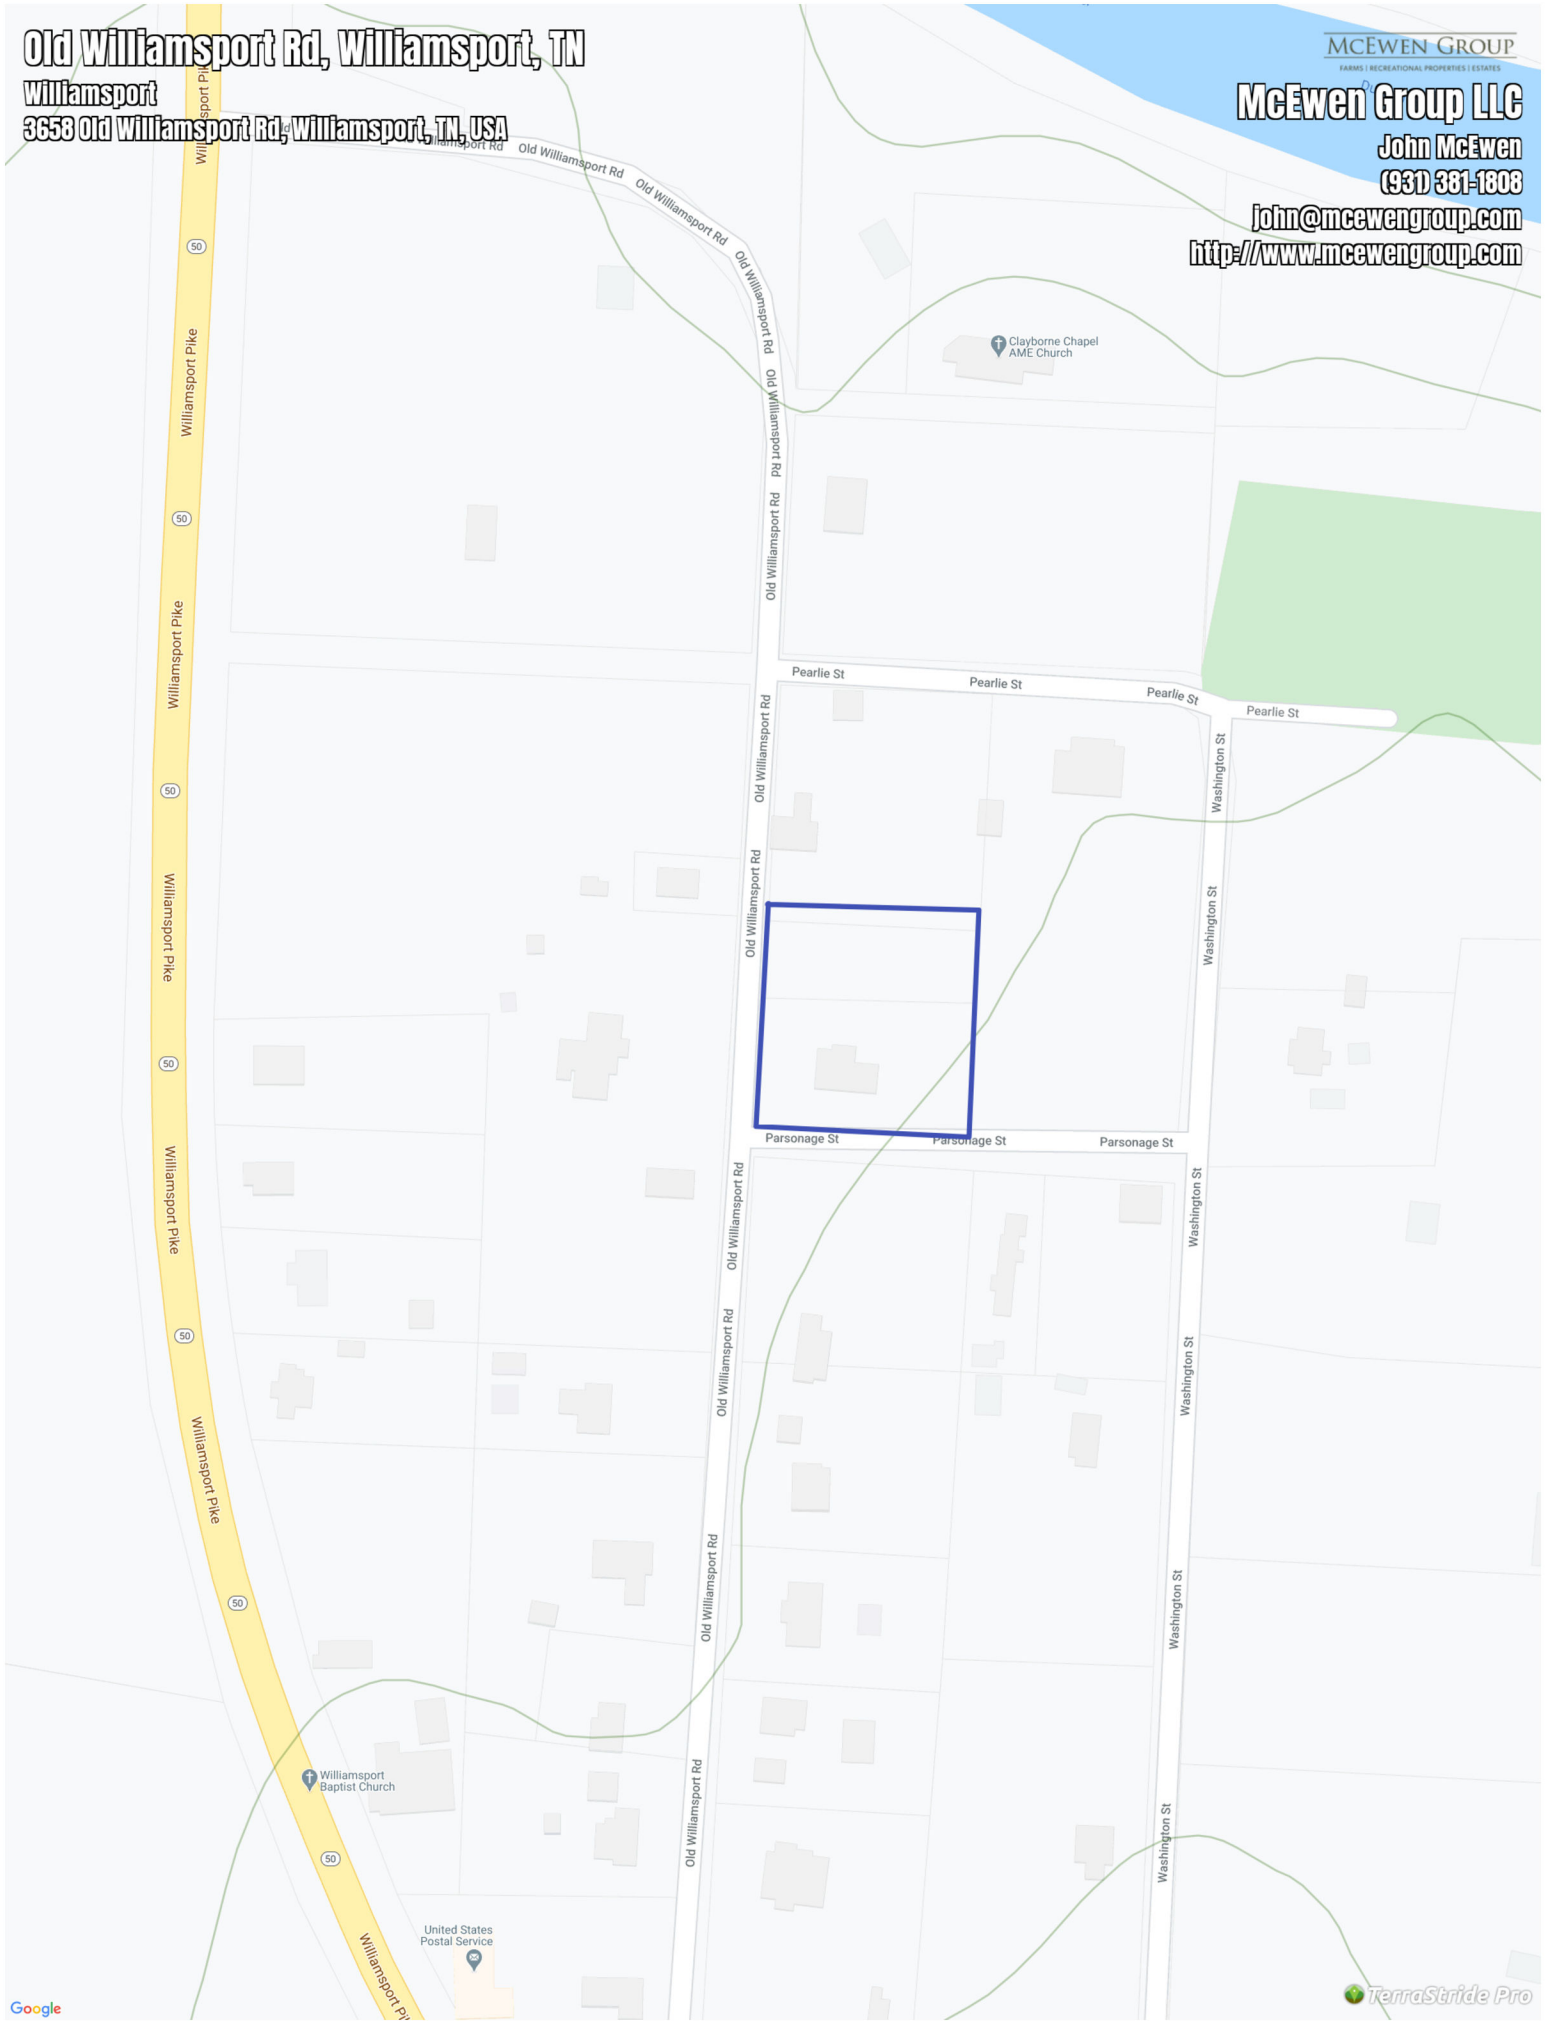 Old Williamsport Rd, Williamsport, TN
Williamsport
3658 Old Williamsport Rd, Williamsport, TN, USA
MCEWEN GROUP
FARMS | RECREATIONAL PROPERTIES | ESTATES
McEwen Group LLC
John McEwen
(931) 381-1808
john@mcewengroup.com
http://www.mcewengroup.com
Old Williamsport Rd
Old Williamsport Rd
Old Williamsport Rd
Old Williamsport Rd
50
Williamsport Pike
Clayborne Chapel
AME Church
50
Old Williamsport Rd
Williamsport Pike
Pearlie St
Pearlie St
Pearlie St
Pearlie St
Old Williamsport Rd
Washington St
50
Old Williamsport Rd
Williamsport Pike
Washington St
50
Parsonage St
Parsonage St
Parsonage St
Williamsport Pike
Old Williamsport Rd
Washington St
50
Old Williamsport Rd
Washington St
Williamsport Pike
Old Williamsport Rd
Washington St
50
Williamsport
Baptist Church
Old Williamsport Rd
Washington St
50
United States
Postal Service
Williamsport Pi
Google
TerraStride Pro